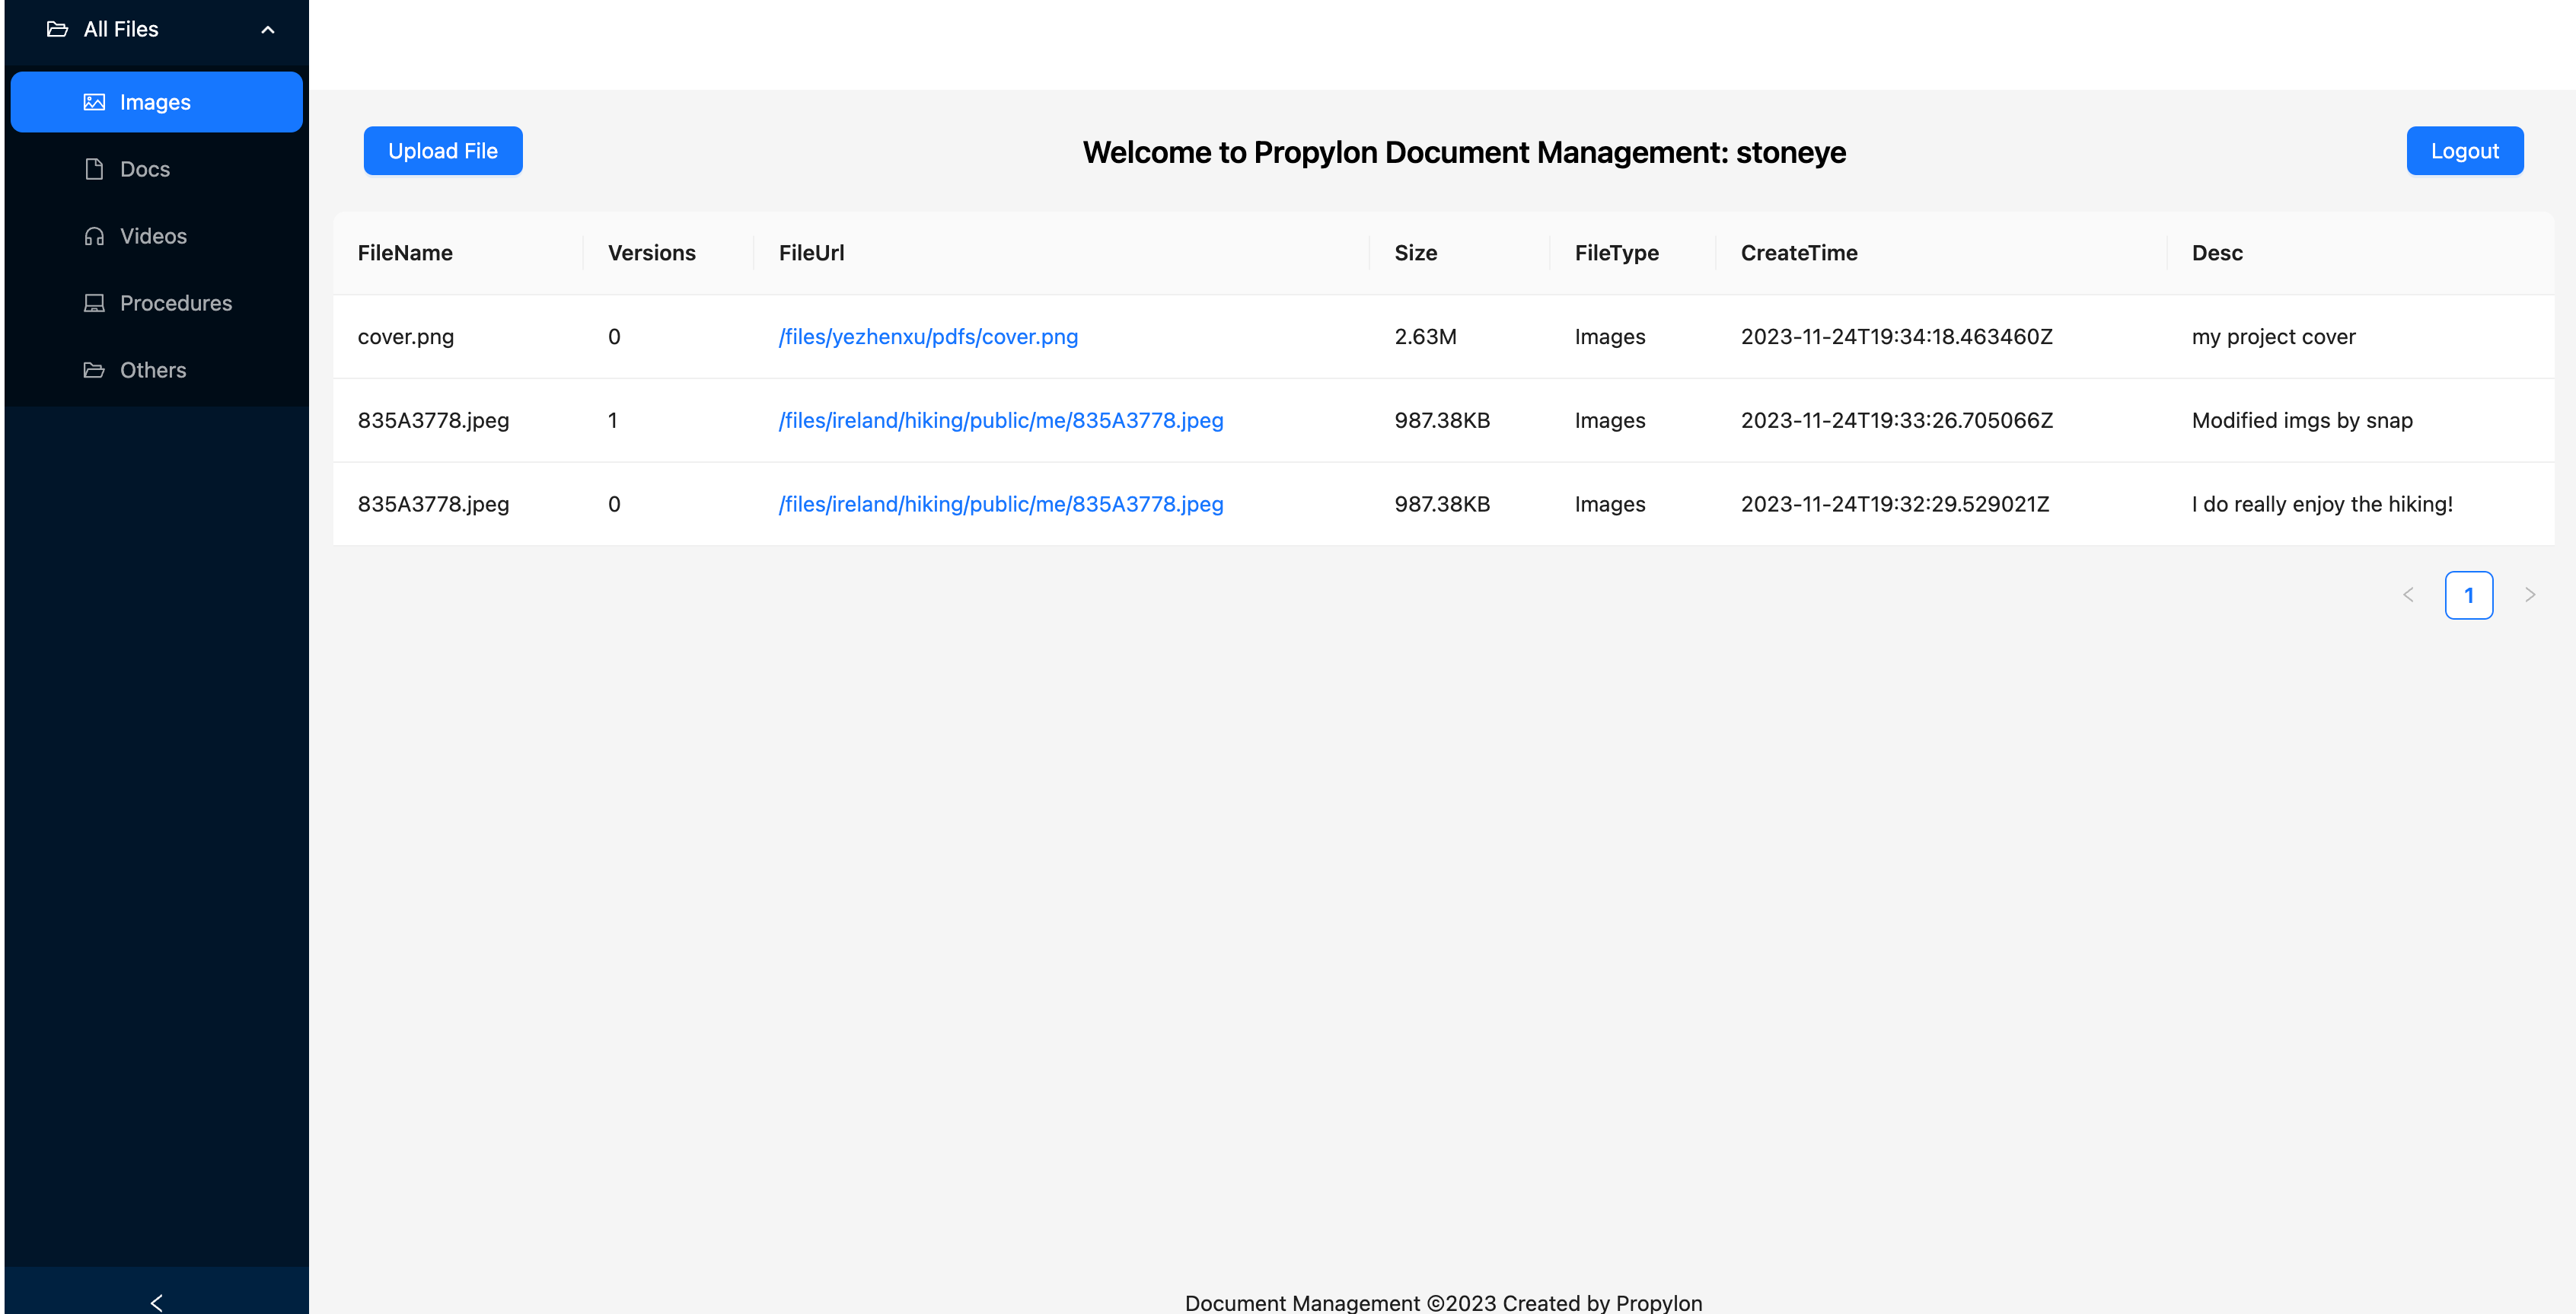 All Files
Images
Docs
Videos
Procedures
Others
Upload File
Welcome to Propylon Document Management: stoneye
Logout
FileName Versions FileUrl Size FileType CreateTime Desc
cover.png 0 /files/yezhenxu/pdfs/cover.png 2.63M Images 2023-11-24T19:34:18.463460Z my project cover
835A3778.jpeg 1 /files/ireland/hiking/public/me/835A3778.jpeg 987.38KB Images 2023-11-24T19:33:26.705066Z Modified imgs by snap
835A3778.jpeg 0 /files/ireland/hiking/public/me/835A3778.jpeg 987.38KB Images 2023-11-24T19:32:29.529021Z I do really enjoy the hiking!
1
Document Management ©2023 Created by Propylon